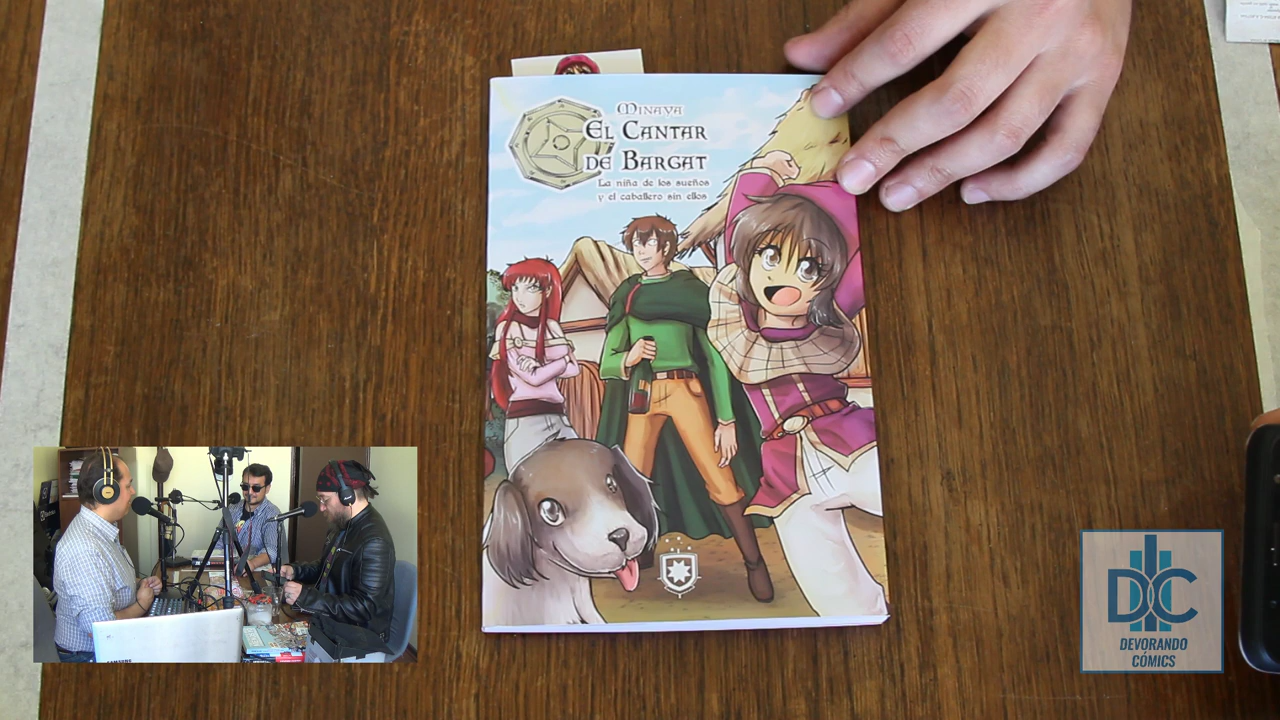 Minaya
El Cantar
de Bargat
La niña de los sueños
y el caballero sin ellos
DC
DEVORANDO
CÓMICS